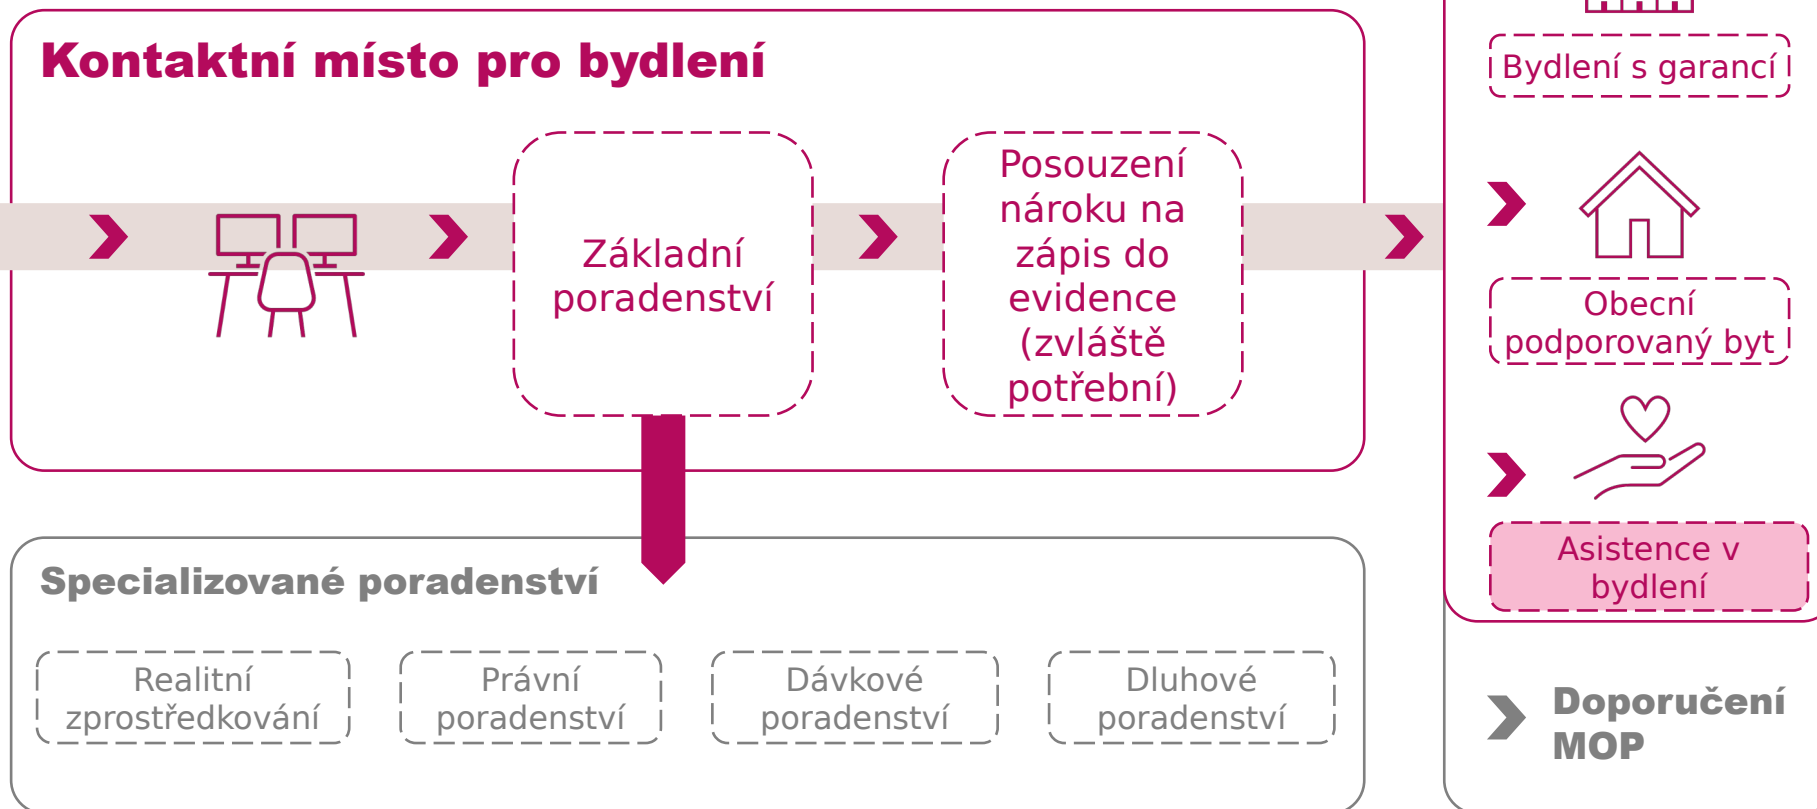 Kontaktní místo pro bydlení
Základní
poradenství
Posouzení
nároku na
zápis do
evidence
(zvláště
potřební)
Specializované poradenství
Realitní
zprostředkování
Právní
poradenství
Dávkové
poradenství
Dluhové
poradenství
Bydlení s garancí
Obecní
podporovaný byt
Asistence v
bydlení
Doporučení
MOP